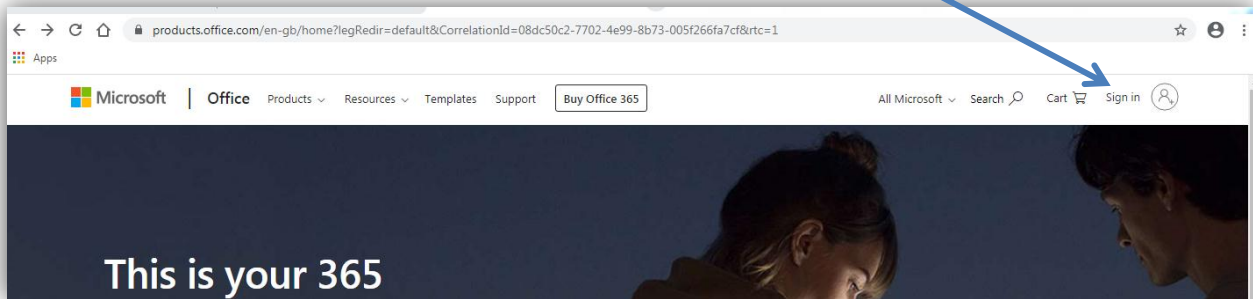 products.office.com/en-gb/home?legRedir=default&CorrelationId=08dc50c2-7702-4e99-8b73-005f266fa7cf&rtc=1
Apps
Microsoft | Office Products Resources Templates Support Buy Office 365 All Microsoft Search Cart Sign in
This is your 365